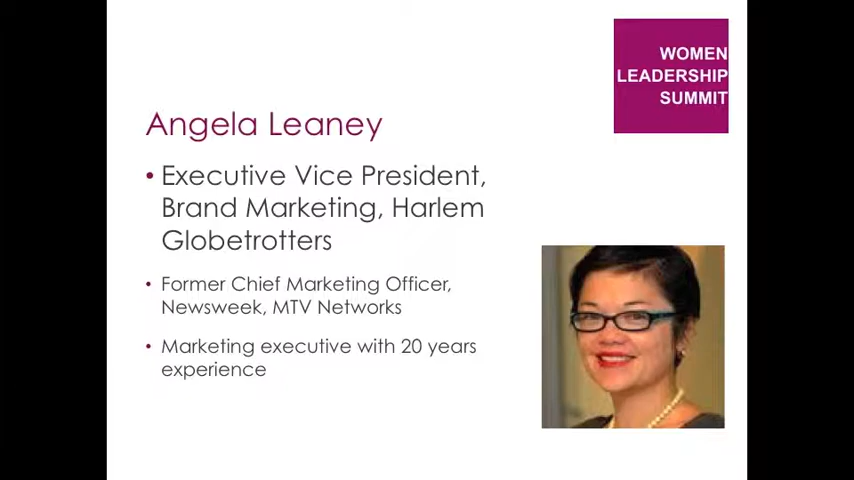 WOMEN
LEADERSHIP
SUMMIT
Angela Leaney
• Executive Vice President,
Brand Marketing, Harlem
Globetrotters
• Former Chief Marketing Officer,
Newsweek, MTV Networks
• Marketing executive with 20 years
experience